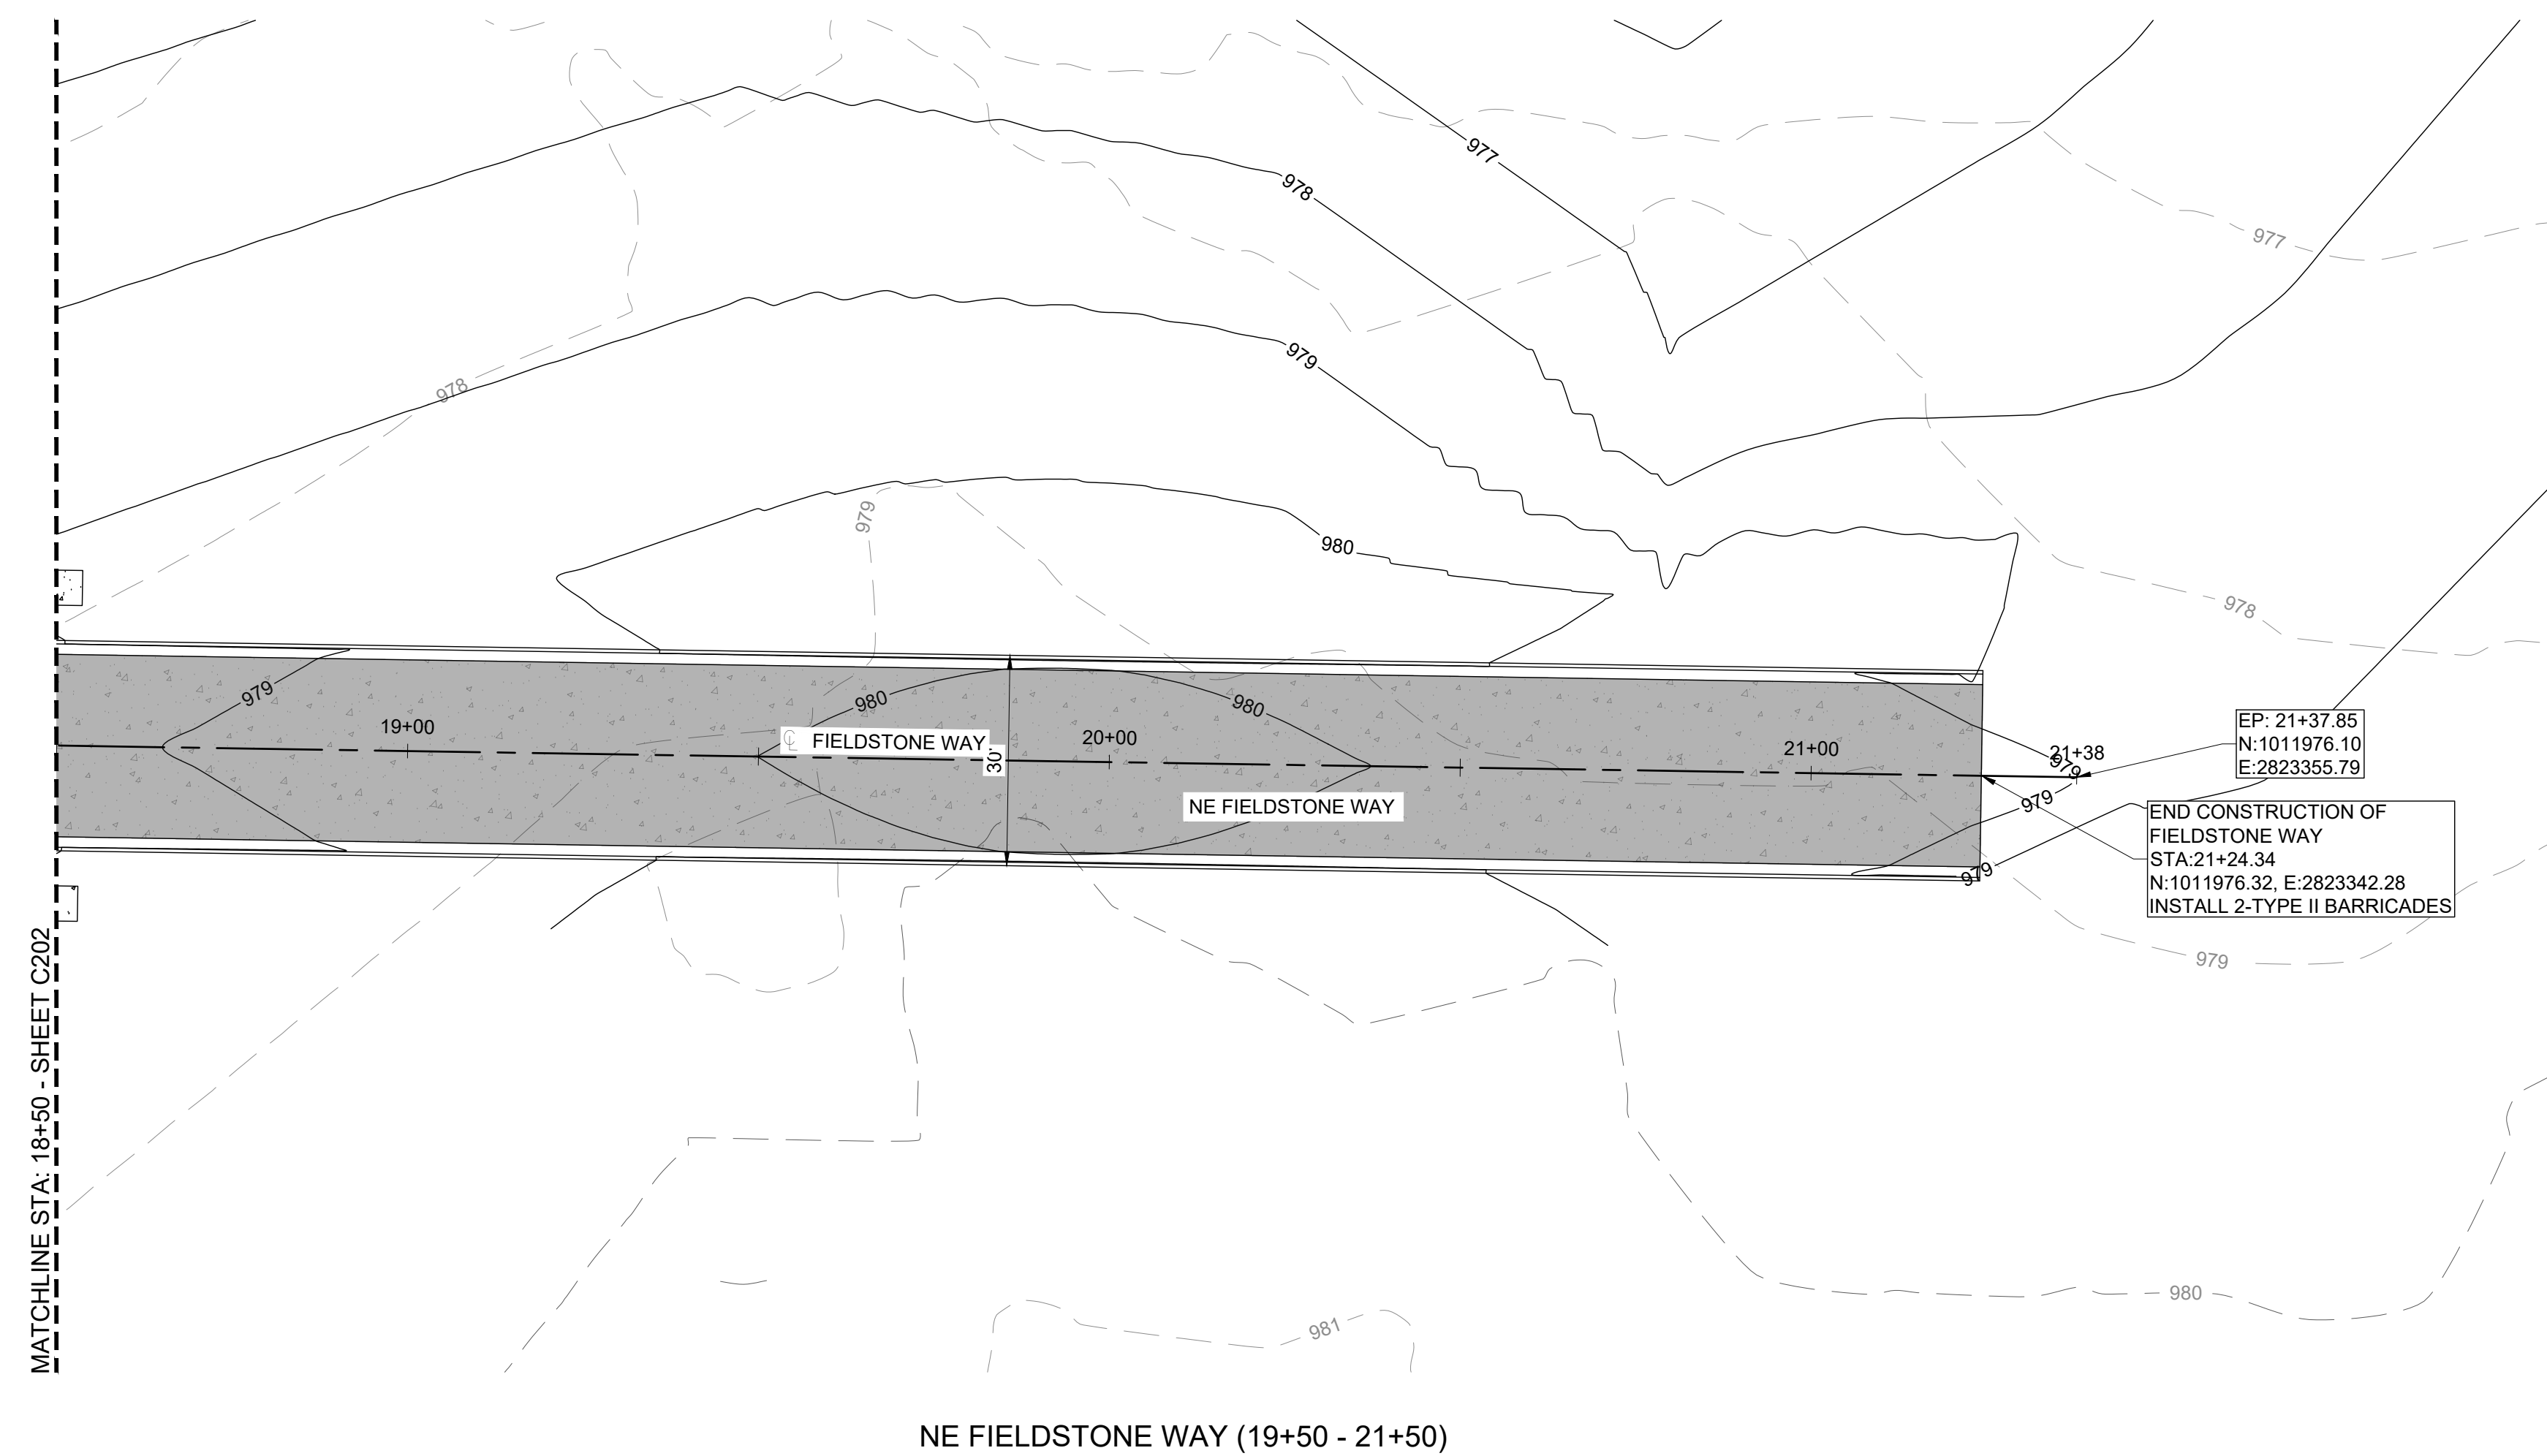 977
978
977
979
978
979
980
978
979
19+00
980
980
℄ FIELDSTONE WAY
30'
20+00
21+00
21+38
979
979
979
NE FIELDSTONE WAY
EP: 21+37.85
N:1011976.10
E:2823355.79
END CONSTRUCTION OF
FIELDSTONE WAY
STA:21+24.34
N:1011976.32, E:2823342.28
INSTALL 2-TYPE II BARRICADES
979
980
981
MATCHLINE STA: 18+50 - SHEET C202
NE FIELDSTONE WAY (19+50 - 21+50)